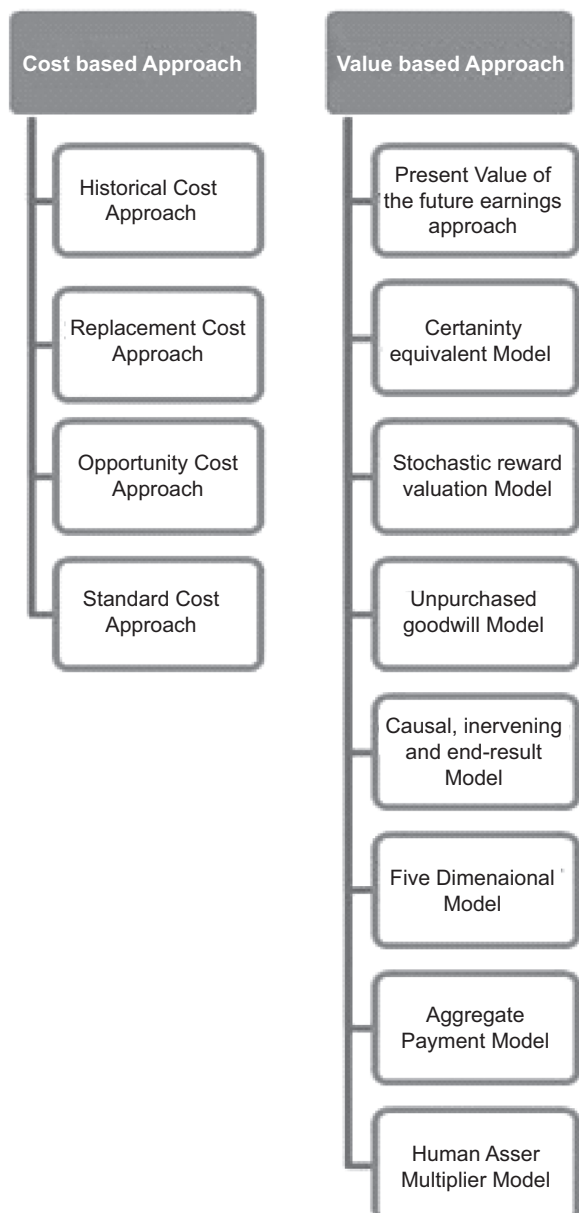 Cost based Approach
Historical Cost
Approach
Replacement Cost
Approach
Opportunity Cost
Approach
Standard Cost
Approach
Value based Approach
Present Value of
the future earnings
approach
Certaninty
equivalent Model
Stochastic reward
valuation Model
Unpurchased
goodwill Model
Causal, inervening
and end-result
Model
Five Dimenaional
Model
Aggregate
Payment Model
Human Asser
Multiplier Model